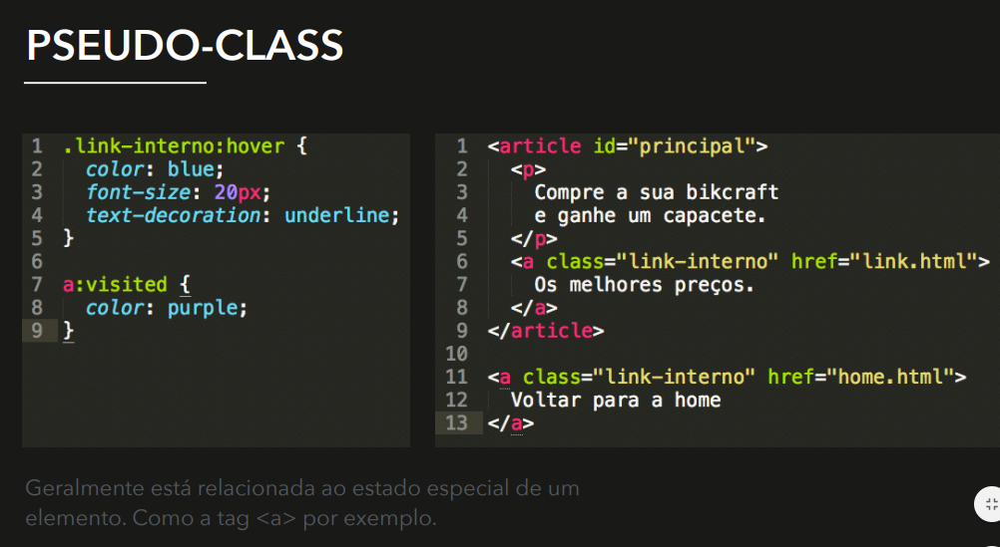 PSEUDO-CLASS
1 .link-interno:hover {
2 color: blue;
3 font-size: 20px;
4 text-decoration: underline;
5 }
6
7 a:visited {
8 color: purple;
9 }
1 <article id="principal">
2 <p>
3 Compre a sua bikcraft
4 e ganhe um capacete.
5 </p>
6 <a class="link-interno" href="link.html">
7 Os melhores preços.
8 </a>
9 </article>
10
11 <a class="link-interno" href="home.html">
12 Voltar para a home
13 </a>
Geralmente está relacionada ao estado especial de um
elemento. Como a tag <a> por exemplo.